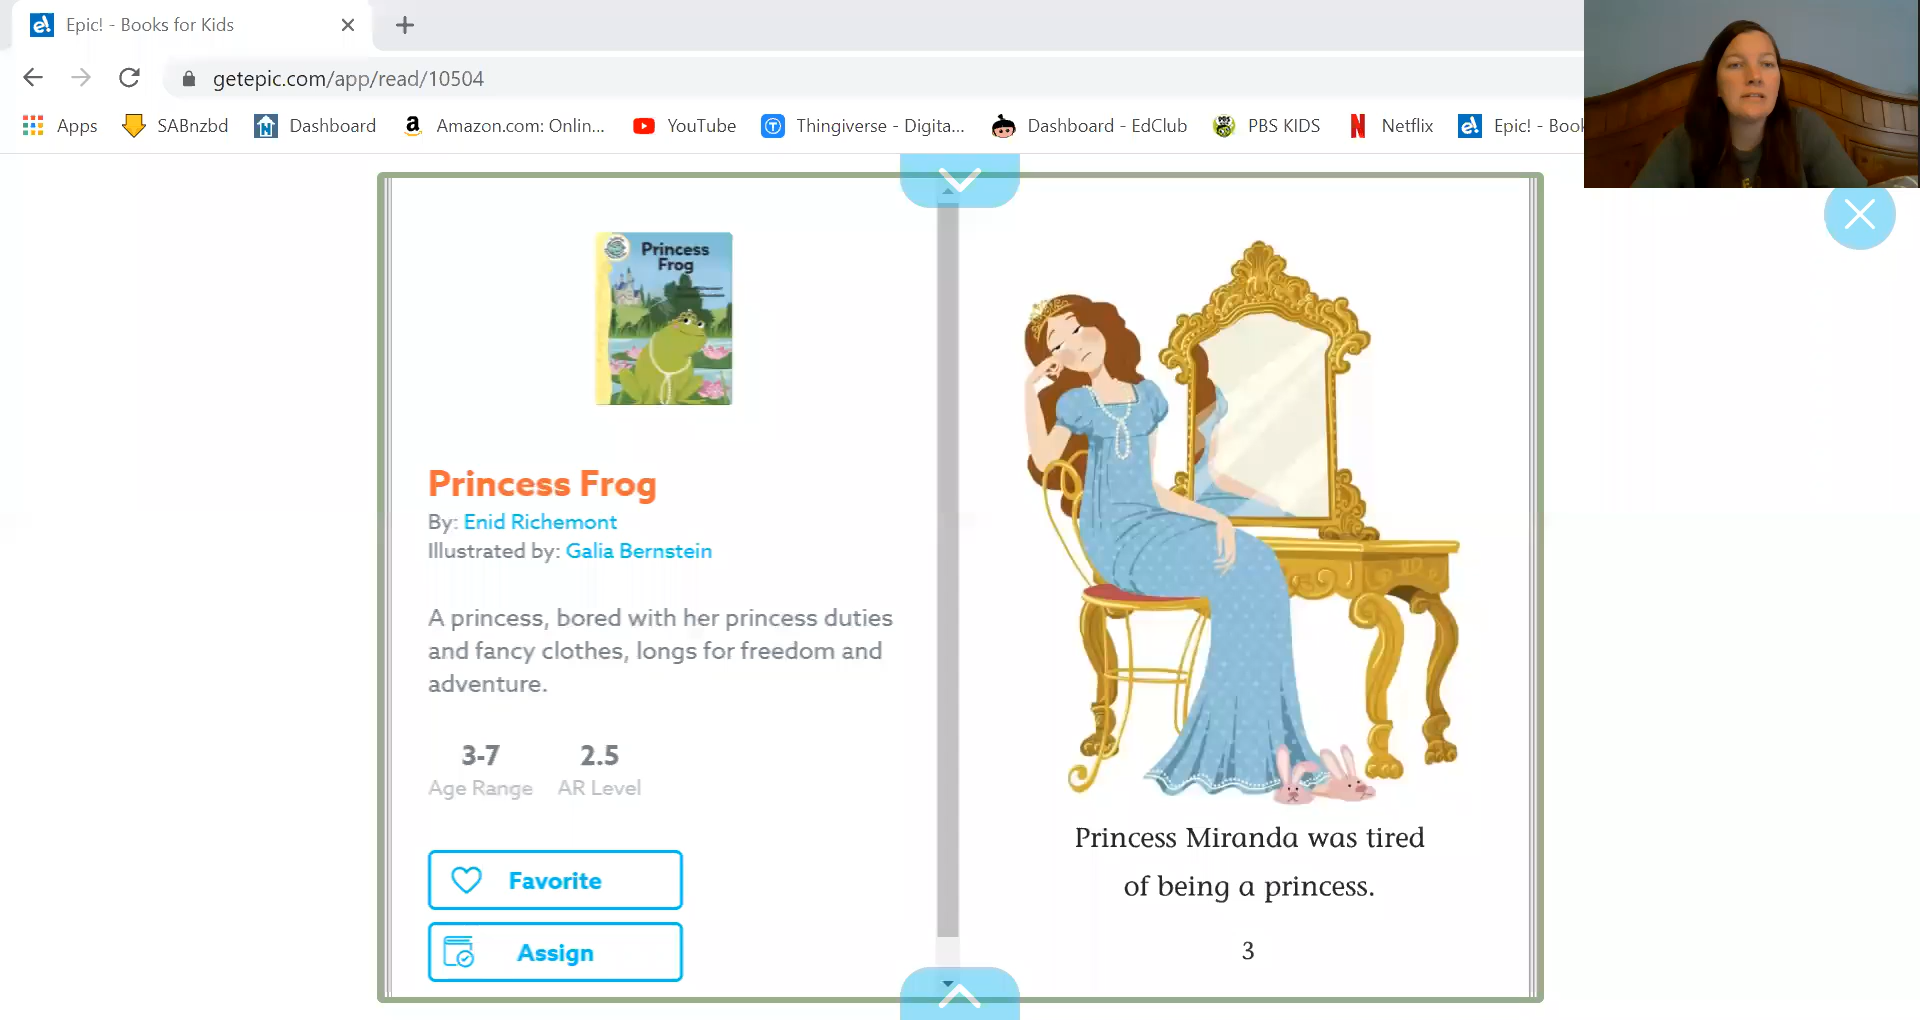 Epic! - Books for Kids
getepic.com/app/read/10504
Apps SABnzbd Dashboard Amazon.com: Onlin... YouTube Thingiverse - Digita... Dashboard - EdClub PBS KIDS Netflix Epic! - Book
Princess
Frog
Princess Frog
By: Enid Richemont
Illustrated by: Galia Bernstein
A princess, bored with her princess duties
and fancy clothes, longs for freedom and
adventure.
3-7 2.5
Age Range AR Level
Favorite
Assign
Princess Miranda was tired
of being a princess.
3